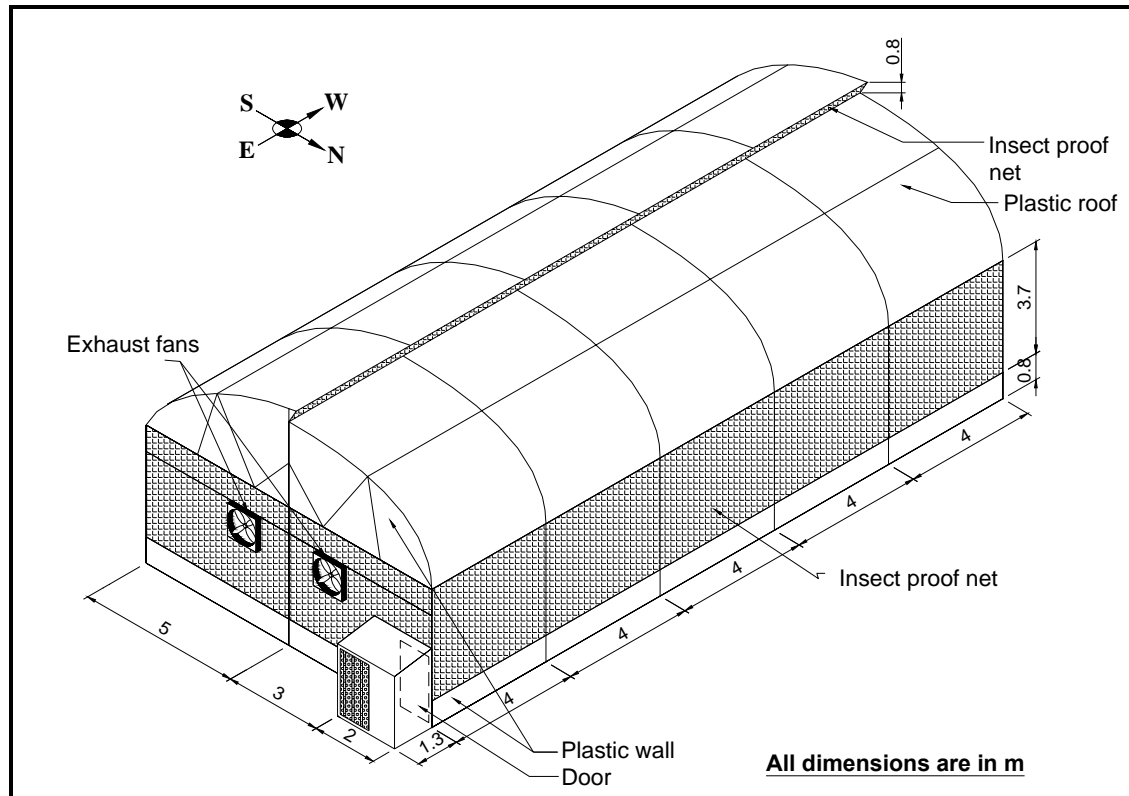 0.8
S
W
E
N
Insect proof
net
Plastic roof
3.7
0.8
Exhaust fans
4
4
4
Insect proof net
4
4
5
3
2
1.3
Plastic wall
Door
All dimensions are in m